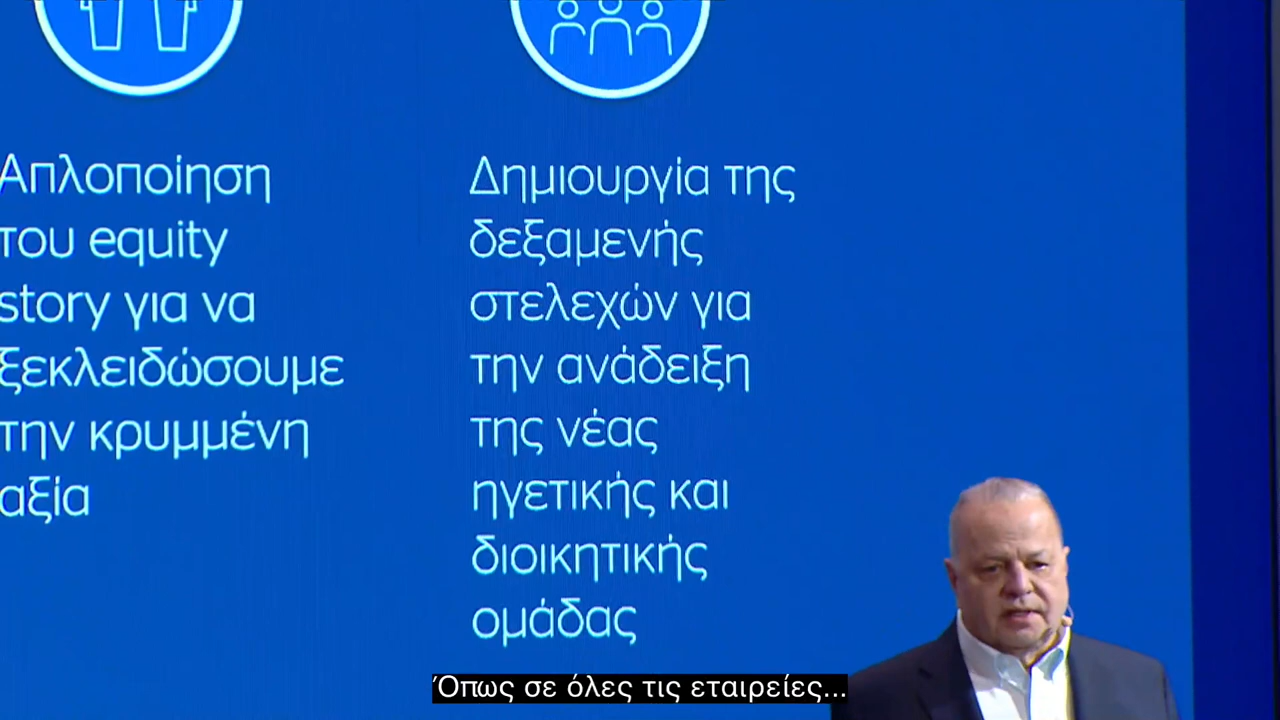 Απλοποίηση
του equity
story για να
ξεκλειδώσουμε
την κρυμμένη
αξία
Δημιουργία της
δεξαμενής
στελεχών για
την ανάδειξη
της νέας
ηγετικής και
διοικητικής
ομάδας
Όπως σε όλες τις εταιρείες...